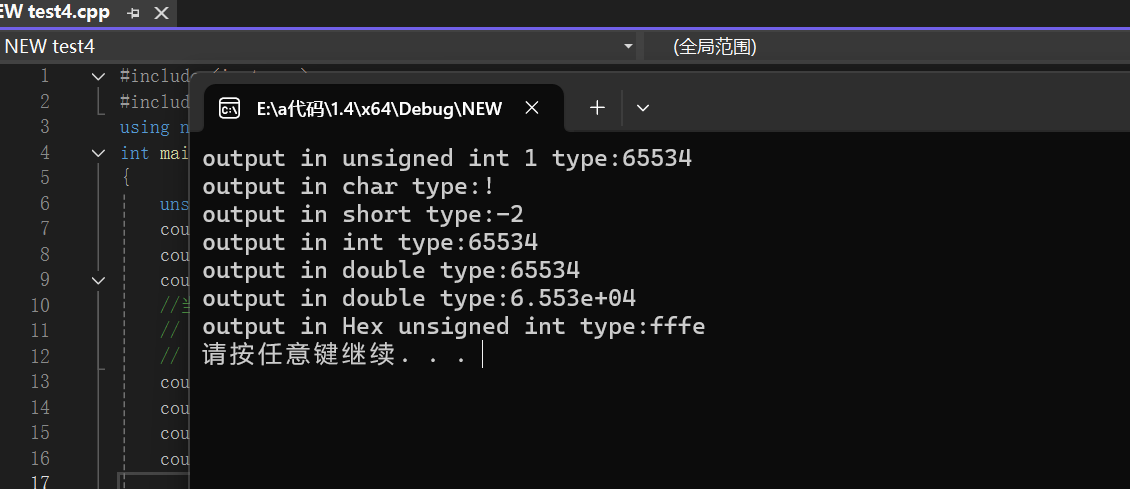 EW test4.cpp
NEW test4
(全局范围)
1 #include
2 #includ
3 using n
4 int mai
5 {
6 uns
7 cou
8 cou
9 cou
10 //当
11 //
12 //
13 cou
14 cou
15 cou
16 cou
17
E:\a代码\1.4\x64\Debug\NEW
output in unsigned int 1 type:65534
output in char type:!
output in short type:-2
output in int type:65534
output in double type:65534
output in double type:6.553e+04
output in Hex unsigned int type:fffe
请按任意键继续. . .